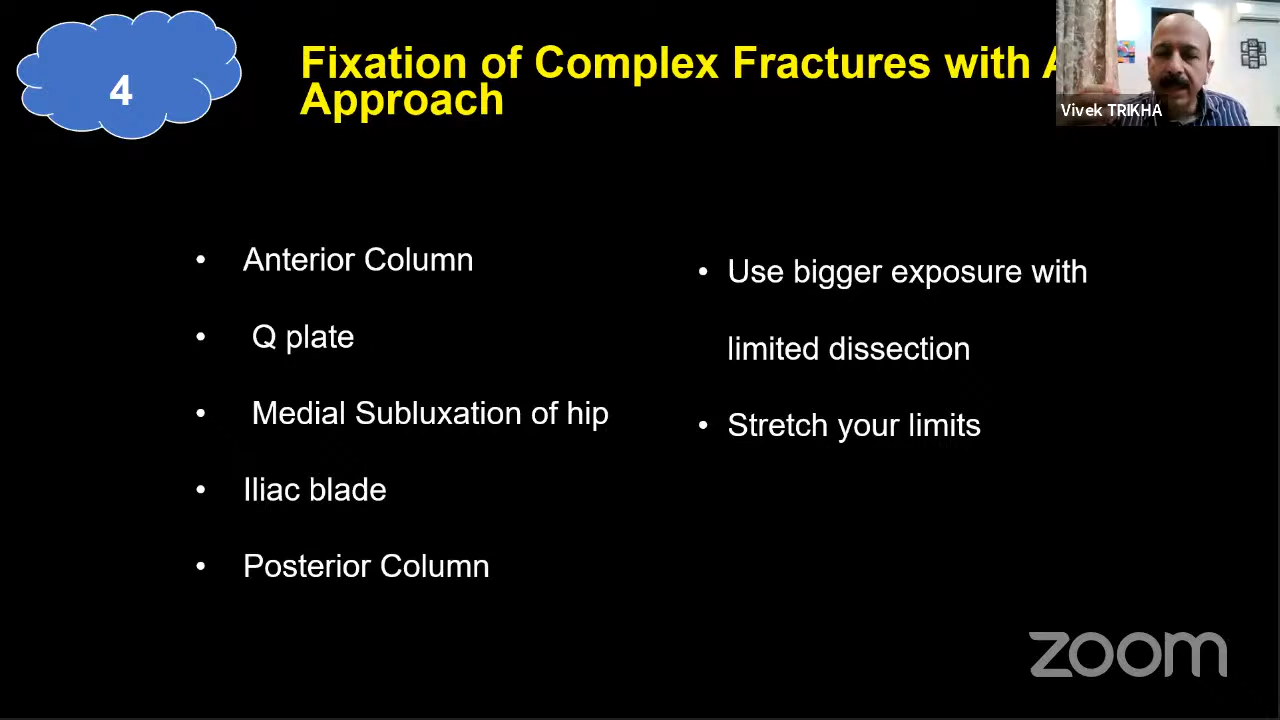 4
Fixation of Complex Fractures with
Approach
Vivek TRIKHA
• Anterior Column
• Q plate
• Medial Subluxation of hip
• Iliac blade
• Posterior Column
• Use bigger exposure with
limited dissection
• Stretch your limits
zoom